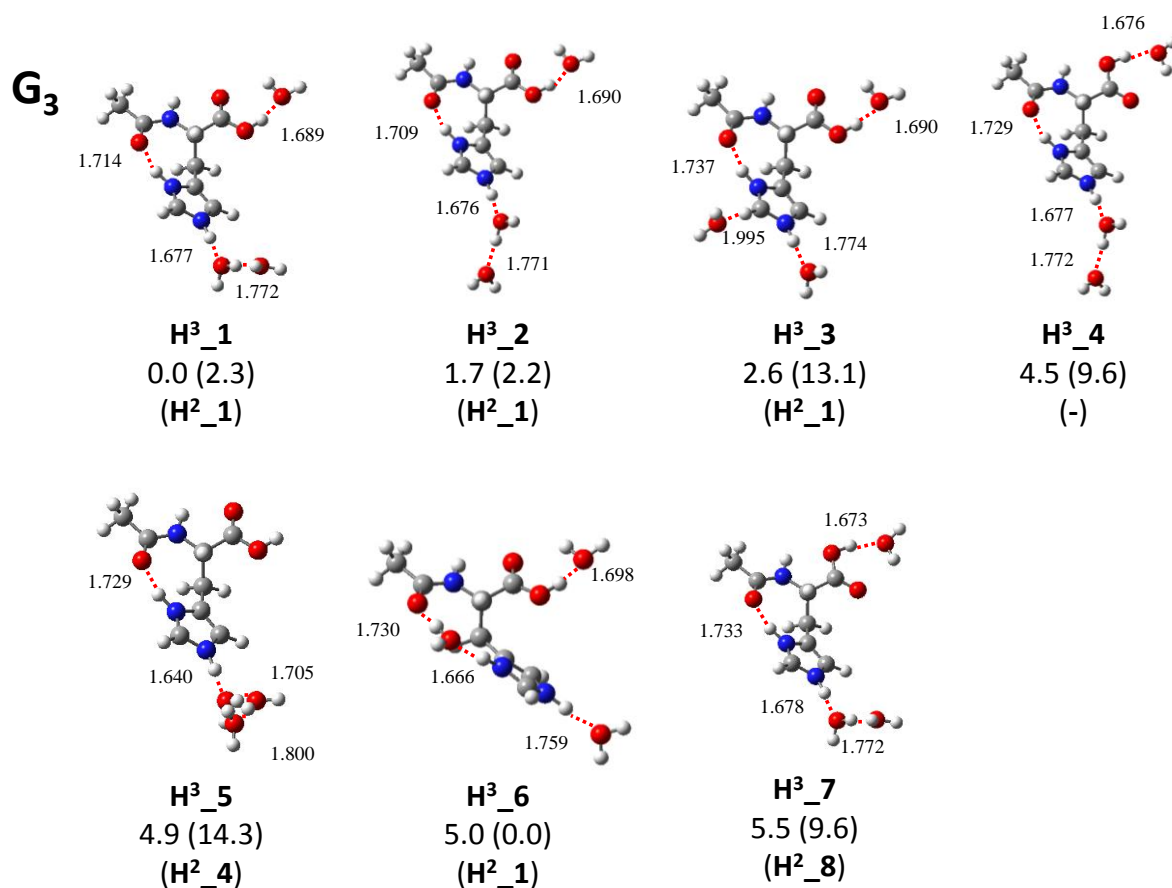 G₃
1.714
1.689
1.677
1.772
H³_1
0.0 (2.3)
(H²_1)
1.709
1.690
1.676
1.771
H³_2
1.7 (2.2)
(H²_1)
1.737
1.690
1.995
1.774
H³_3
2.6 (13.1)
(H²_1)
1.676
1.729
1.677
1.772
H³_4
4.5 (9.6)
(-)
1.729
1.640
1.705
1.800
H³_5
4.9 (14.3)
(H²_4)
1.698
1.730
1.666
1.759
H³_6
5.0 (0.0)
(H²_1)
1.673
1.733
1.678
1.772
H³_7
5.5 (9.6)
(H²_8)